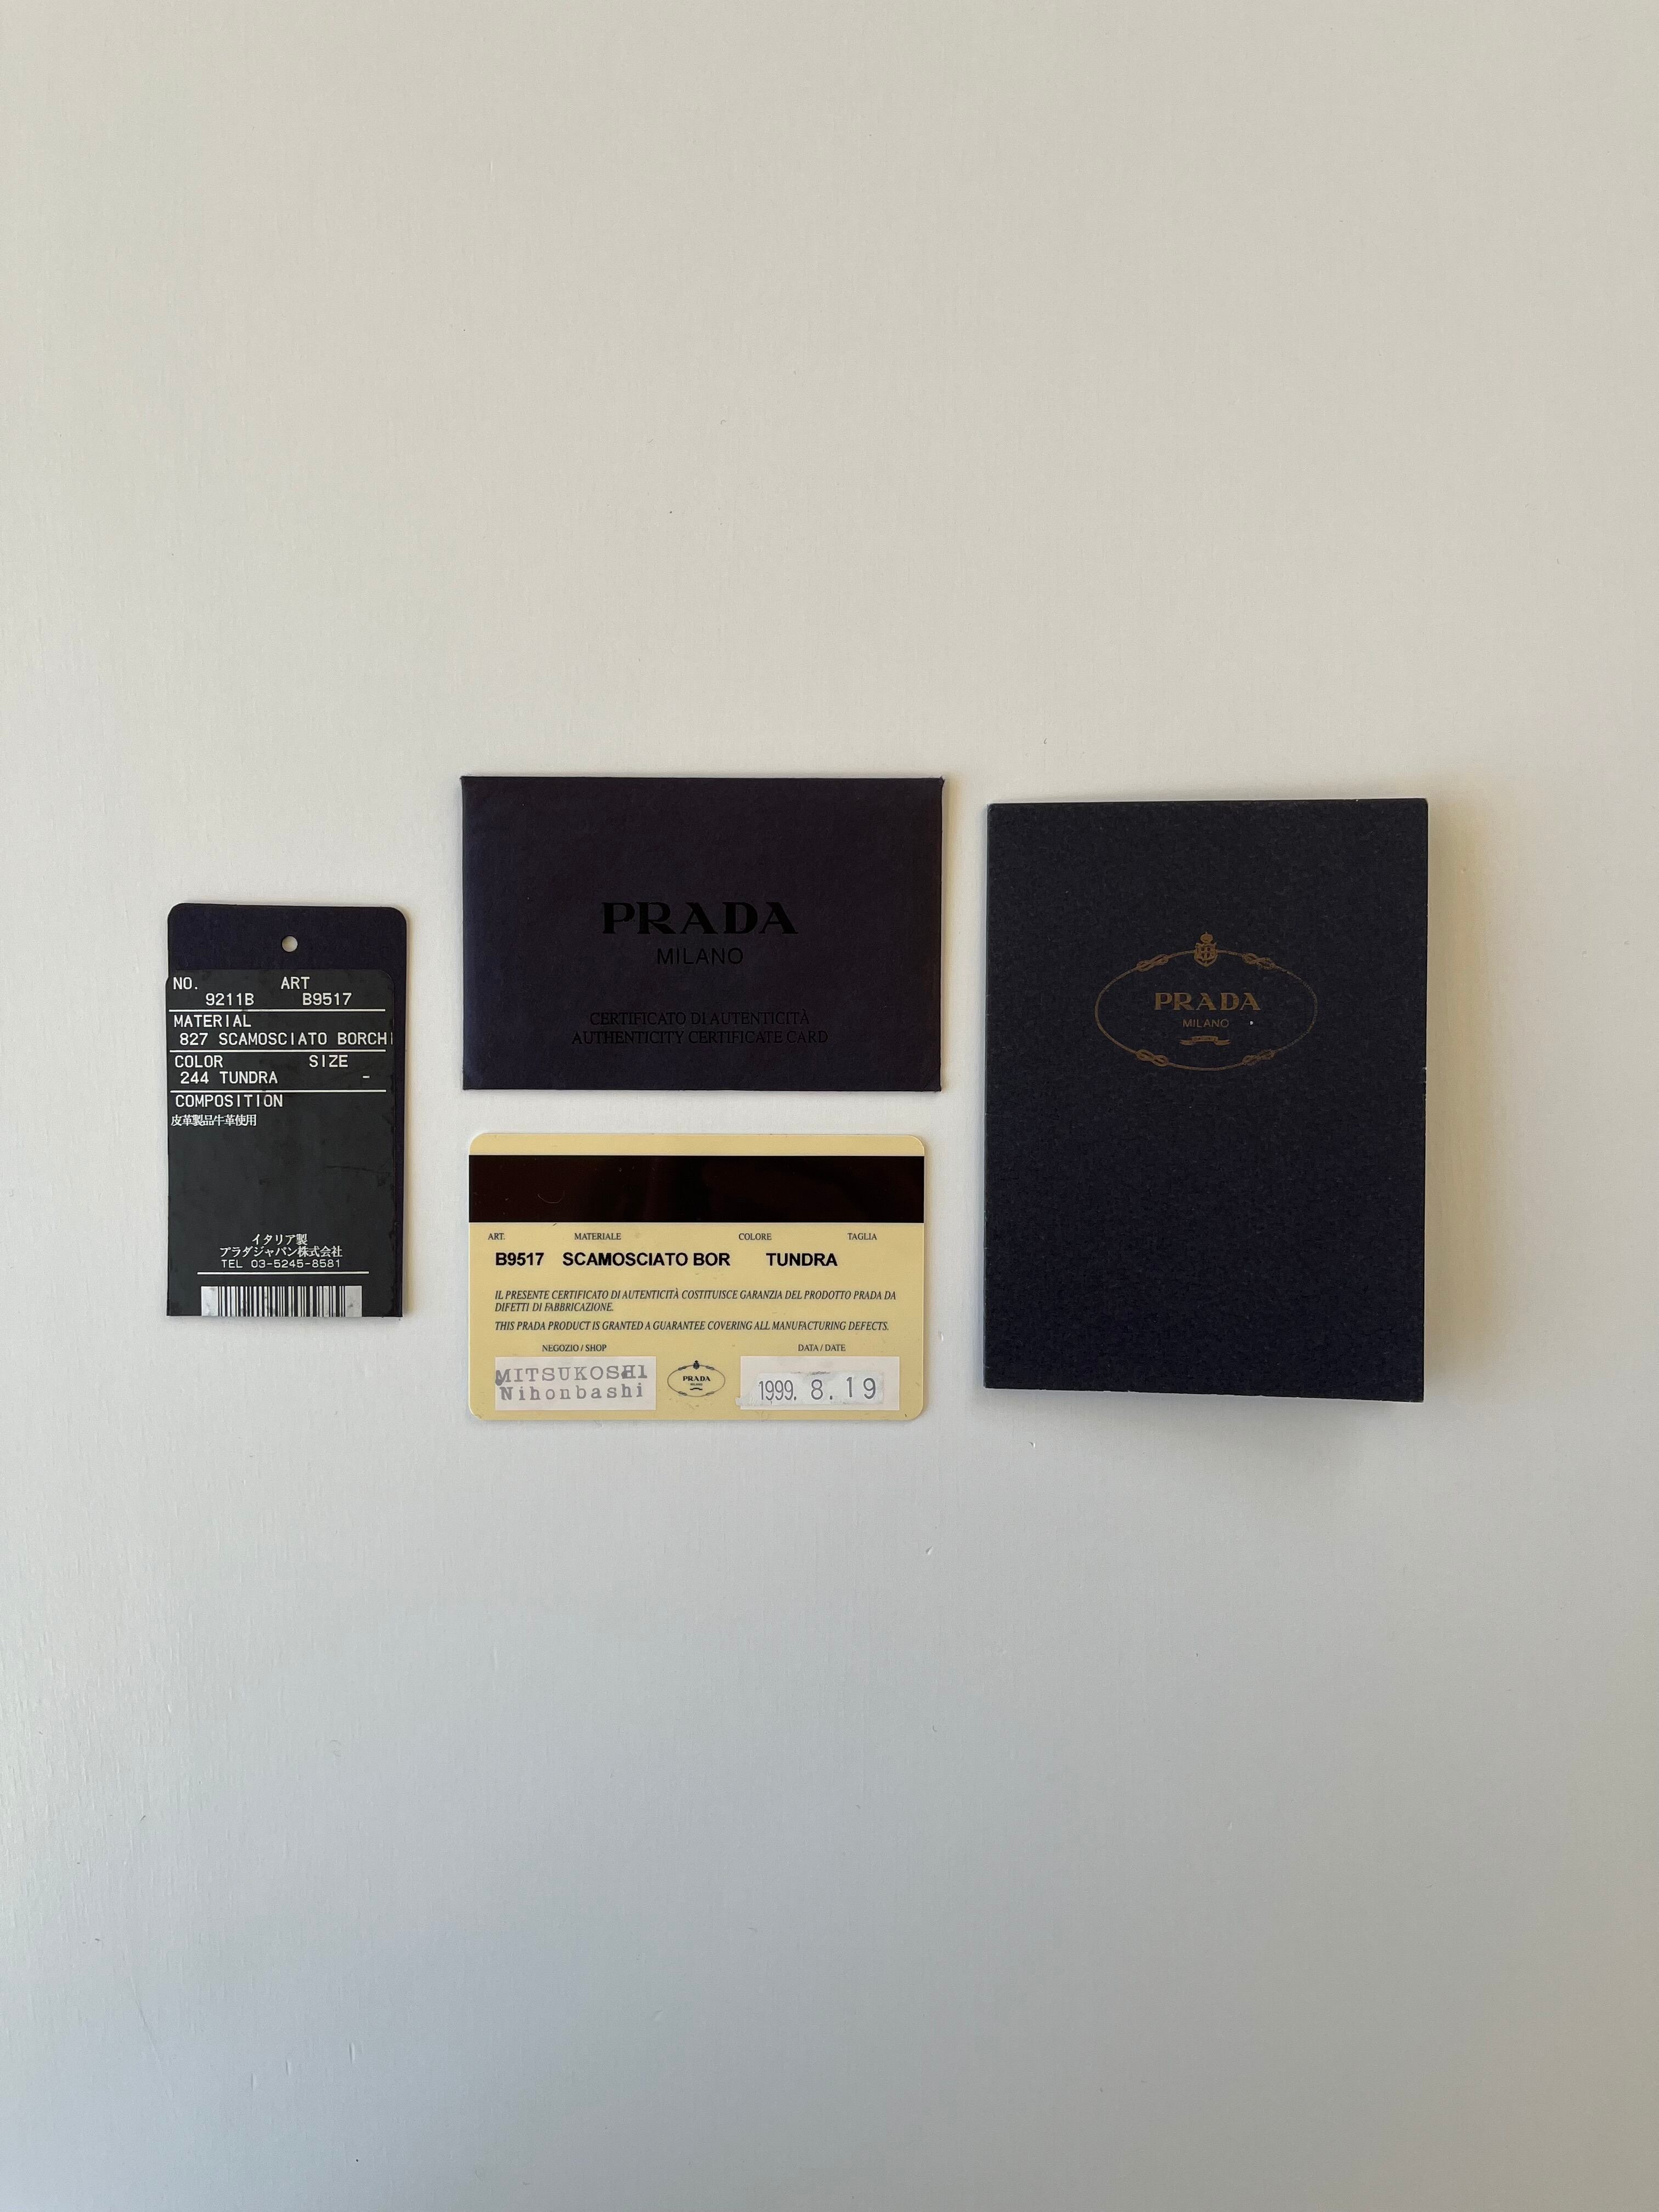 NO. ART
9211B B9517
MATERIAL
827 SCAMOSCIATO BORCH
COLOR SIZE
244 TUNDRA -
COMPOSITION
皮革製品牛革使用
イタリア製
プラダジャパン株式会社
TEL 03-5245-8581
PRADA
MILANO
CERTIFICATO DI AUTENTICITÀ
AUTHENTICITY CERTIFICATE CARD
ART. MATERIALE COLORE TAGLIA
B9517 SCAMOSCIATO BOR TUNDRA
IL PRESENTE CERTIFICATO DI AUTENTICITÀ COSTITUISCE GARANZIA DEL PRODOTTO PRADA DA
DIFETTI DI FABBRICAZIONE.
THIS PRADA PRODUCT IS GRANTED A GUARANTEE COVERING ALL MANUFACTURING DEFECTS.
NEGOZIO / SHOP DATA / DATE
MITSUKOSHI
Nihonbashi
PRADA
MILANO
1999. 8. 19
PRADA
MILANO